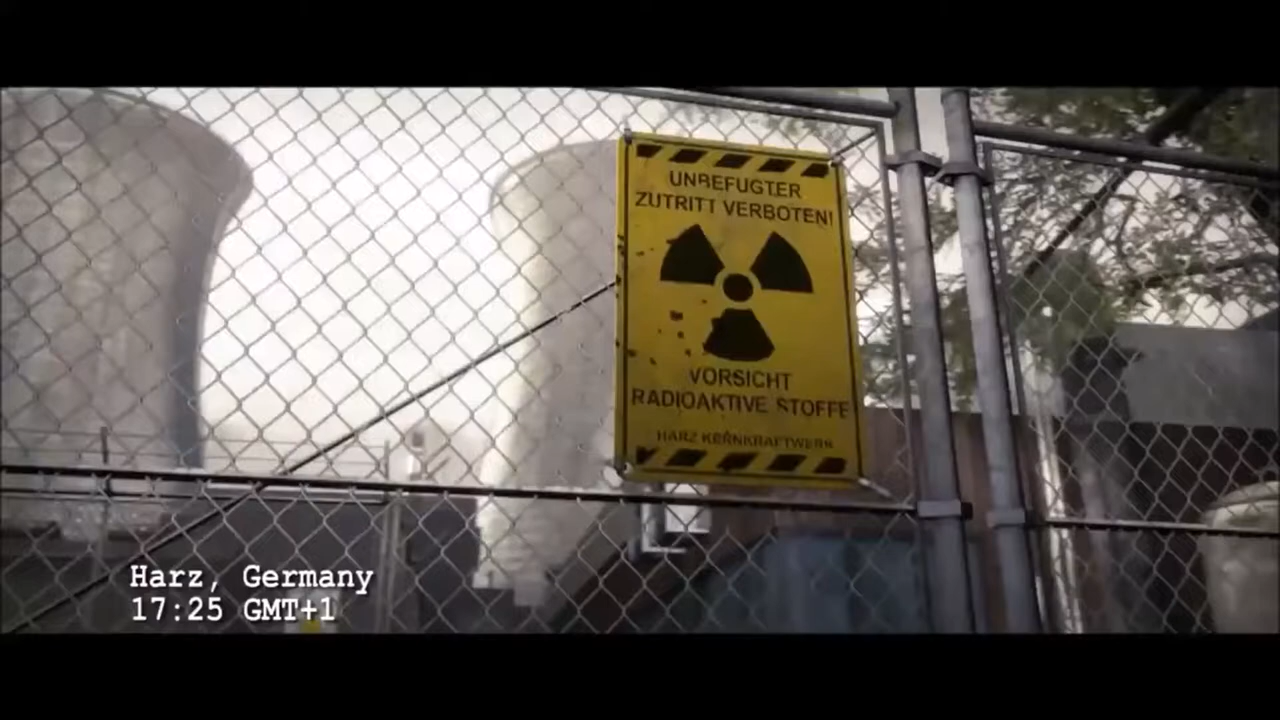 UNBEFUGTER
ZUTRITT VERBOTEN!
VORSICHT
RADIOAKTIVE STOFFE
HARZ KERNKRAFTWERK
Harz, Germany
17:25 GMT+1